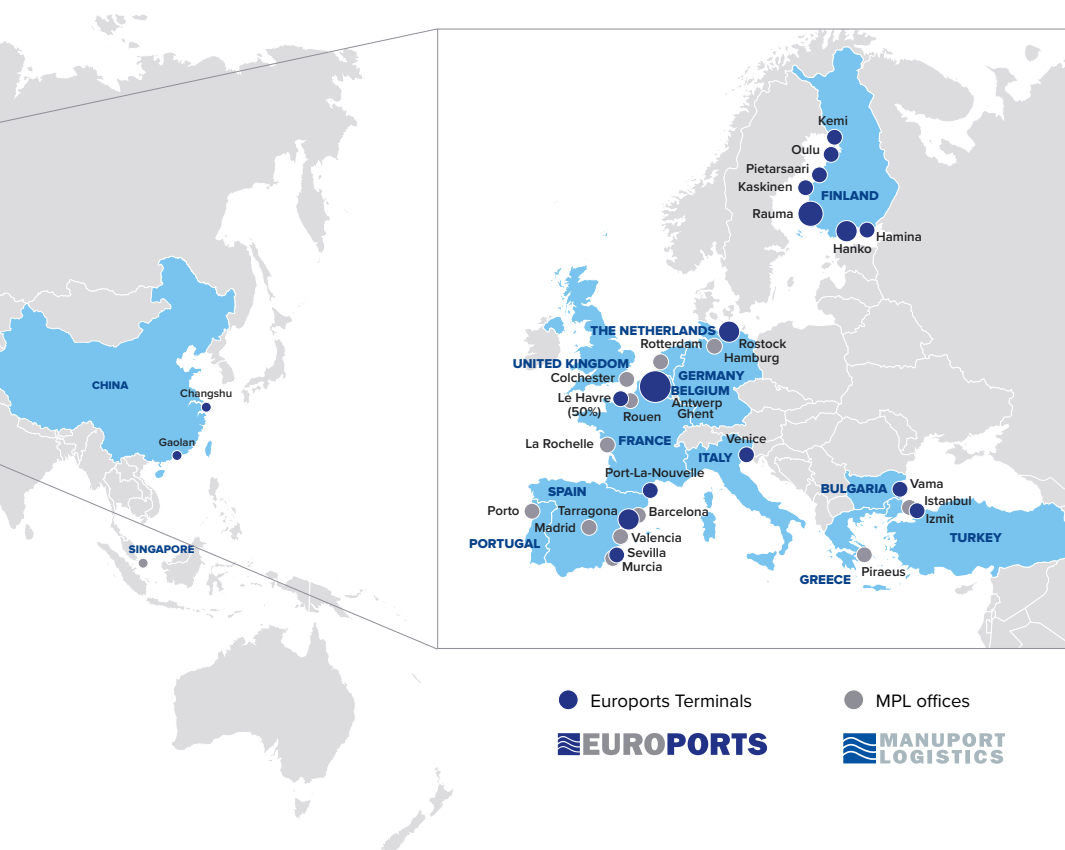 Kemi
Oulu
Pietarsaari
Kaskinen
FINLAND
Rauma
Hamina
Hanko
THE NETHERLANDS
Rotterdam
Rostock
Hamburg
UNITED KINGDOM
Colchester
GERMANY
BELGIUM
Le Havre
(50%)
Antwerp
Ghent
Rouen
La Rochelle
FRANCE
Venice
ITALY
Port-La-Nouvelle
SPAIN
BULGARIA
Vama
Istanbul
Izmit
Porto
Tarragona
Barcelona
Madrid
Valencia
PORTUGAL
Sevilla
Murcia
TURKEY
Piraeus
GREECE
CHINA
Changshu
Gaolan
SINGAPORE
Euroports Terminals
MPL offices
EUROPORTS
MANUPORT
LOGISTICS